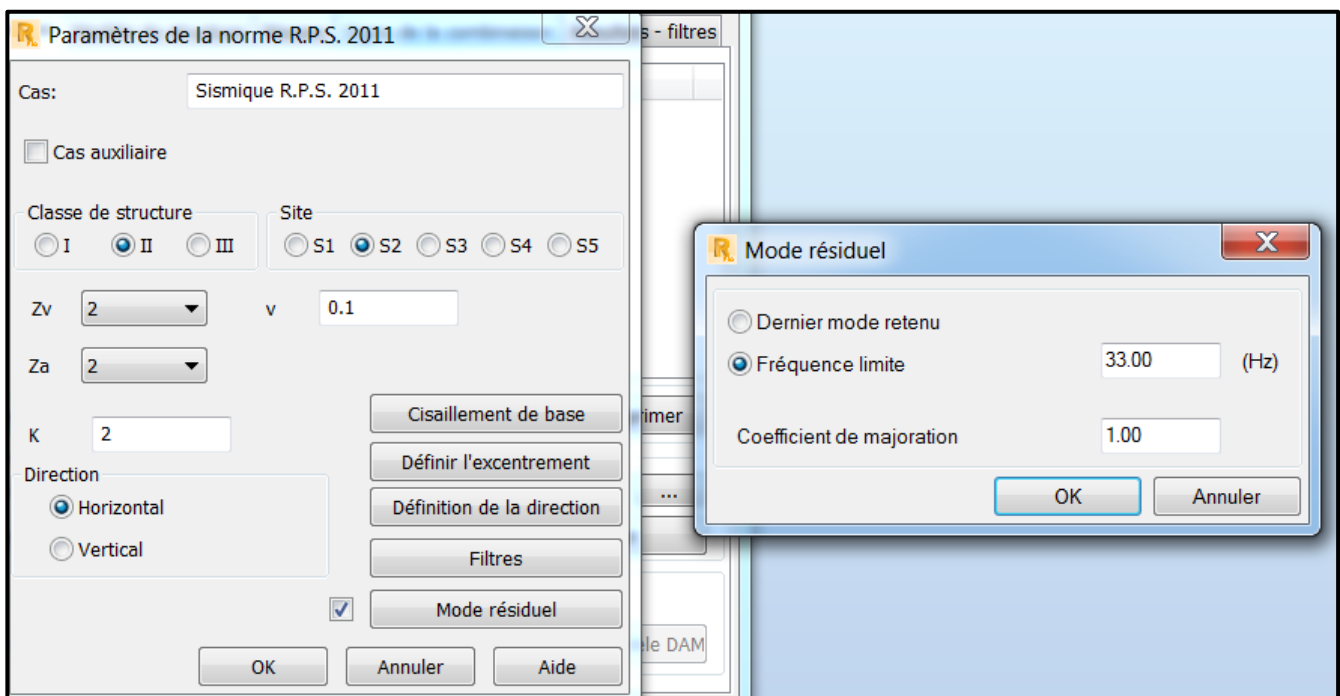 Paramètres de la norme R.P.S. 2011
s - filtres
Cas:
Sismique R.P.S. 2011
Cas auxiliaire
Classe de structure
I II III
Site
S1 S2 S3 S4 S5
Zv 2 v 0.1
Za 2
K 2
Direction
Horizontal
Vertical
Cisaillement de base
Définir l'excentrement
Définition de la direction
Filtres
Mode résiduel
OK Annuler Aide
rimer
...
le DAM
Mode résiduel
Dernier mode retenu
Fréquence limite 33.00 (Hz)
Coefficient de majoration 1.00
OK Annuler